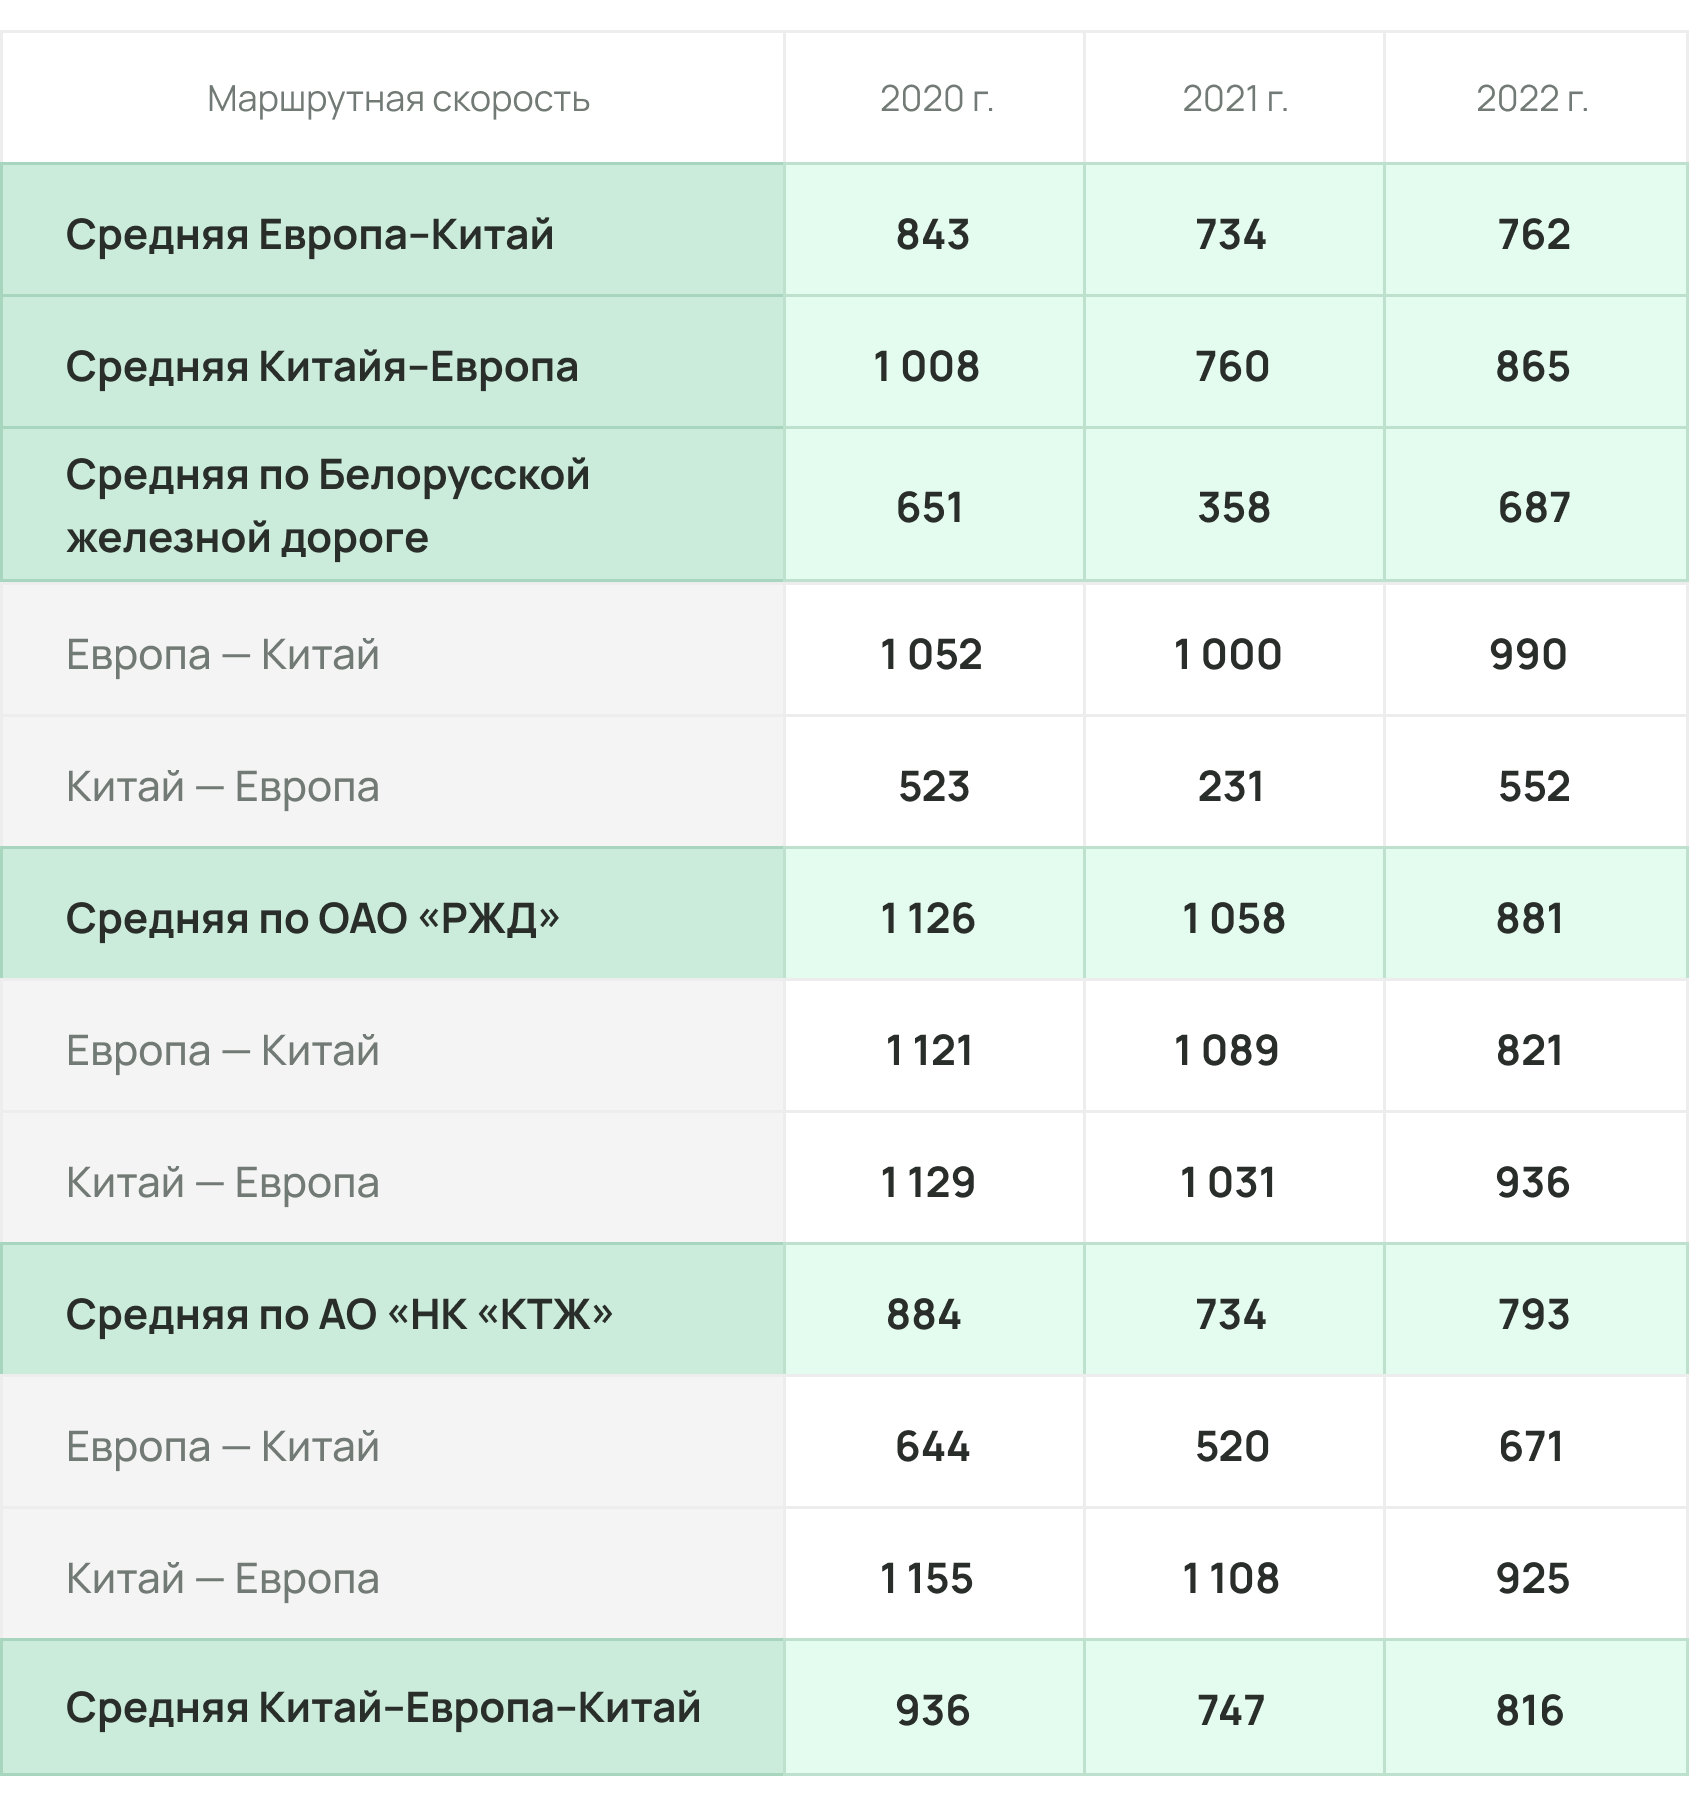 Маршрутная скорость 2020 г. 2021 г. 2022 г.
Средняя Европа–Китай 843 734 762
Средняя Китайя–Европа 1 008 760 865
Средняя по Белорусской
железной дороге 651 358 687
Европа — Китай 1 052 1 000 990
Китай — Европа 523 231 552
Средняя по ОАО «РЖД» 1 126 1 058 881
Европа — Китай 1 121 1 089 821
Китай — Европа 1 129 1 031 936
Средняя по АО «НК «КТЖ» 884 734 793
Европа — Китай 644 520 671
Китай — Европа 1 155 1 108 925
Средняя Китай–Европа–Китай 936 747 816